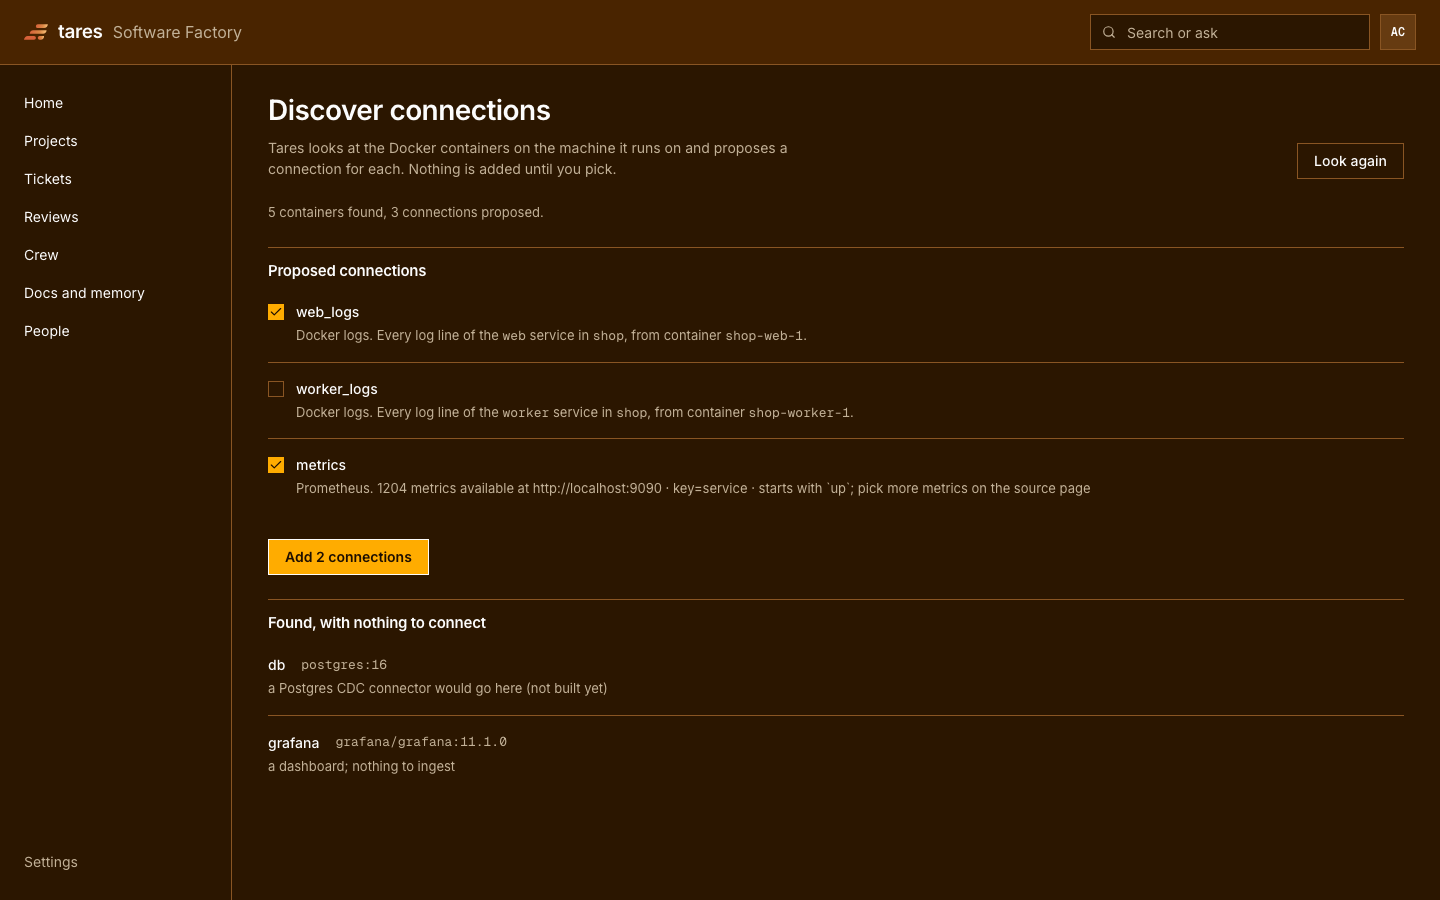 tares Software Factory
Search or ask
AC
Home
Projects
Tickets
Reviews
Crew
Docs and memory
People
Settings
Discover connections
Tares looks at the Docker containers on the machine it runs on and proposes a
connection for each. Nothing is added until you pick.
Look again
5 containers found, 3 connections proposed.
Proposed connections
web_logs
Docker logs. Every log line of the web service in shop, from container shop-web-1.
worker_logs
Docker logs. Every log line of the worker service in shop, from container shop-worker-1.
metrics
Prometheus. 1204 metrics available at http://localhost:9090 · key=service · starts with `up`; pick more metrics on the source page
Add 2 connections
Found, with nothing to connect
db postgres:16
a Postgres CDC connector would go here (not built yet)
grafana grafana/grafana:11.1.0
a dashboard; nothing to ingest